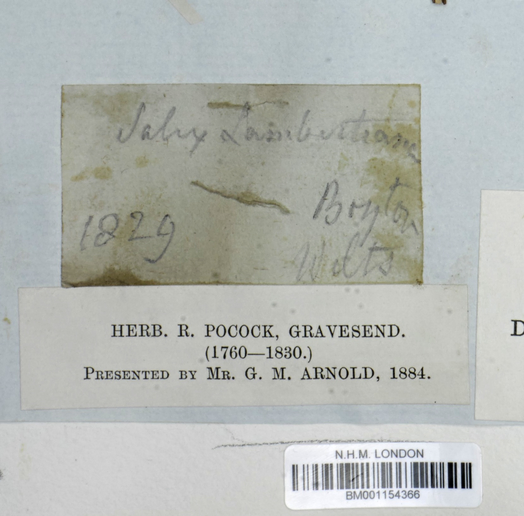 Salix Lambertiana
Boyton
1829
Wilts
HERB. R. POCOCK, GRAVESEND.
(1760—1830.)
PRESENTED BY MR. G. M. ARNOLD, 1884.
D
N.H.M. LONDON
BM001154366